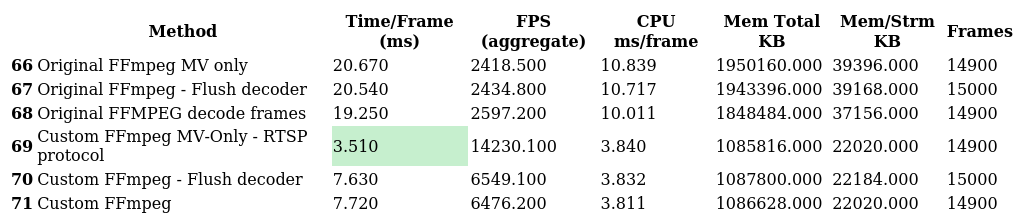 Method Time/Frame (ms) FPS (aggregate) CPU ms/frame Mem Total KB Mem/Strm KB Frames
66 Original FFmpeg MV only 20.670 2418.500 10.839 1950160.000 39396.000 14900
67 Original FFmpeg - Flush decoder 20.540 2434.800 10.717 1943396.000 39168.000 15000
68 Original FFMPEG decode frames 19.250 2597.200 10.011 1848484.000 37156.000 14900
69 Custom FFmpeg MV-Only - RTSP protocol 3.510 14230.100 3.840 1085816.000 22020.000 14900
70 Custom FFmpeg - Flush decoder 7.630 6549.100 3.832 1087800.000 22184.000 15000
71 Custom FFmpeg 7.720 6476.200 3.811 1086628.000 22020.000 14900